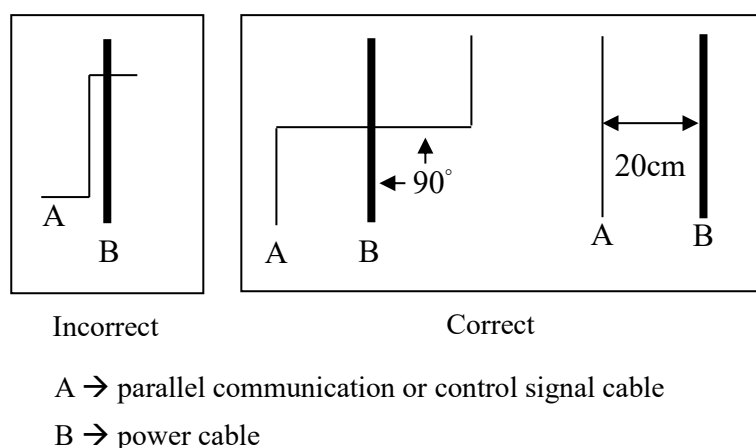 90°
20cm
A
B
A
B
A
B
Incorrect
Correct
A → parallel communication or control signal cable
B → power cable